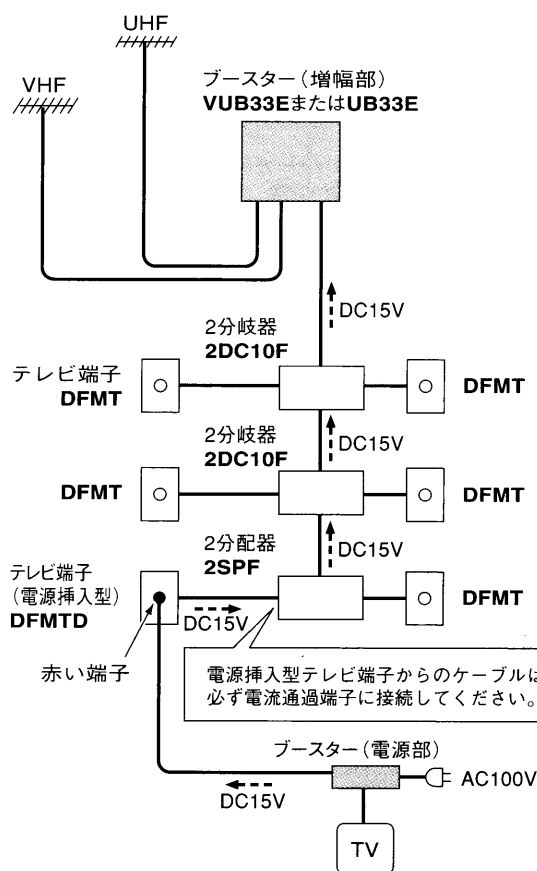 UHF
VHF
ブースター(増幅部)
VUB33EまたはUB33E
DC15V
2分岐器
2DC10F
テレビ端子
DFMT
DFMT
DC15V
2分岐器
2DC10F
DFMT
DFMT
DC15V
2分配器
2SPF
テレビ端子
(電源挿入型)
DFMTD
DFMT
DC15V
赤い端子
電源挿入型テレビ端子からのケーブルは
必ず電流通過端子に接続してください。
ブースター(電源部)
AC100V
DC15V
TV